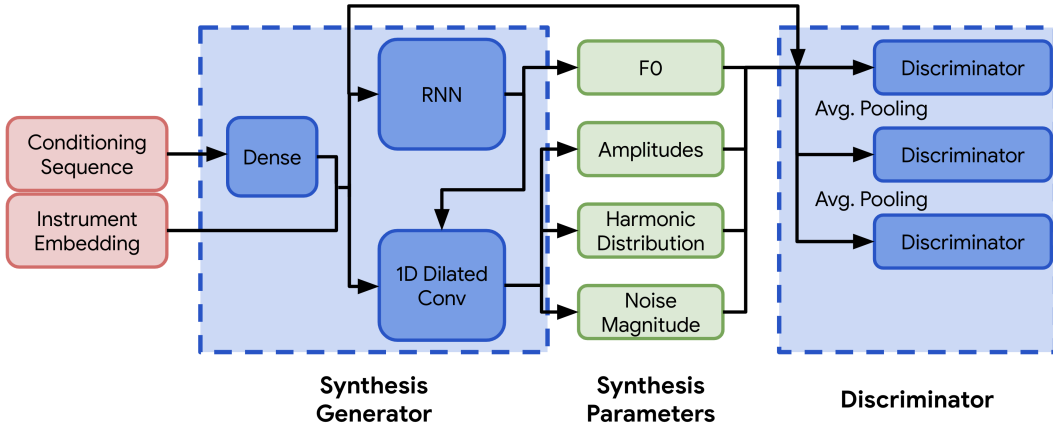 Conditioning
Sequence
Instrument
Embedding
Dense
RNN
1D Dilated
Conv
F0
Amplitudes
Harmonic
Distribution
Noise
Magnitude
Discriminator
Avg. Pooling
Discriminator
Avg. Pooling
Discriminator
Synthesis
Generator
Synthesis
Parameters
Discriminator